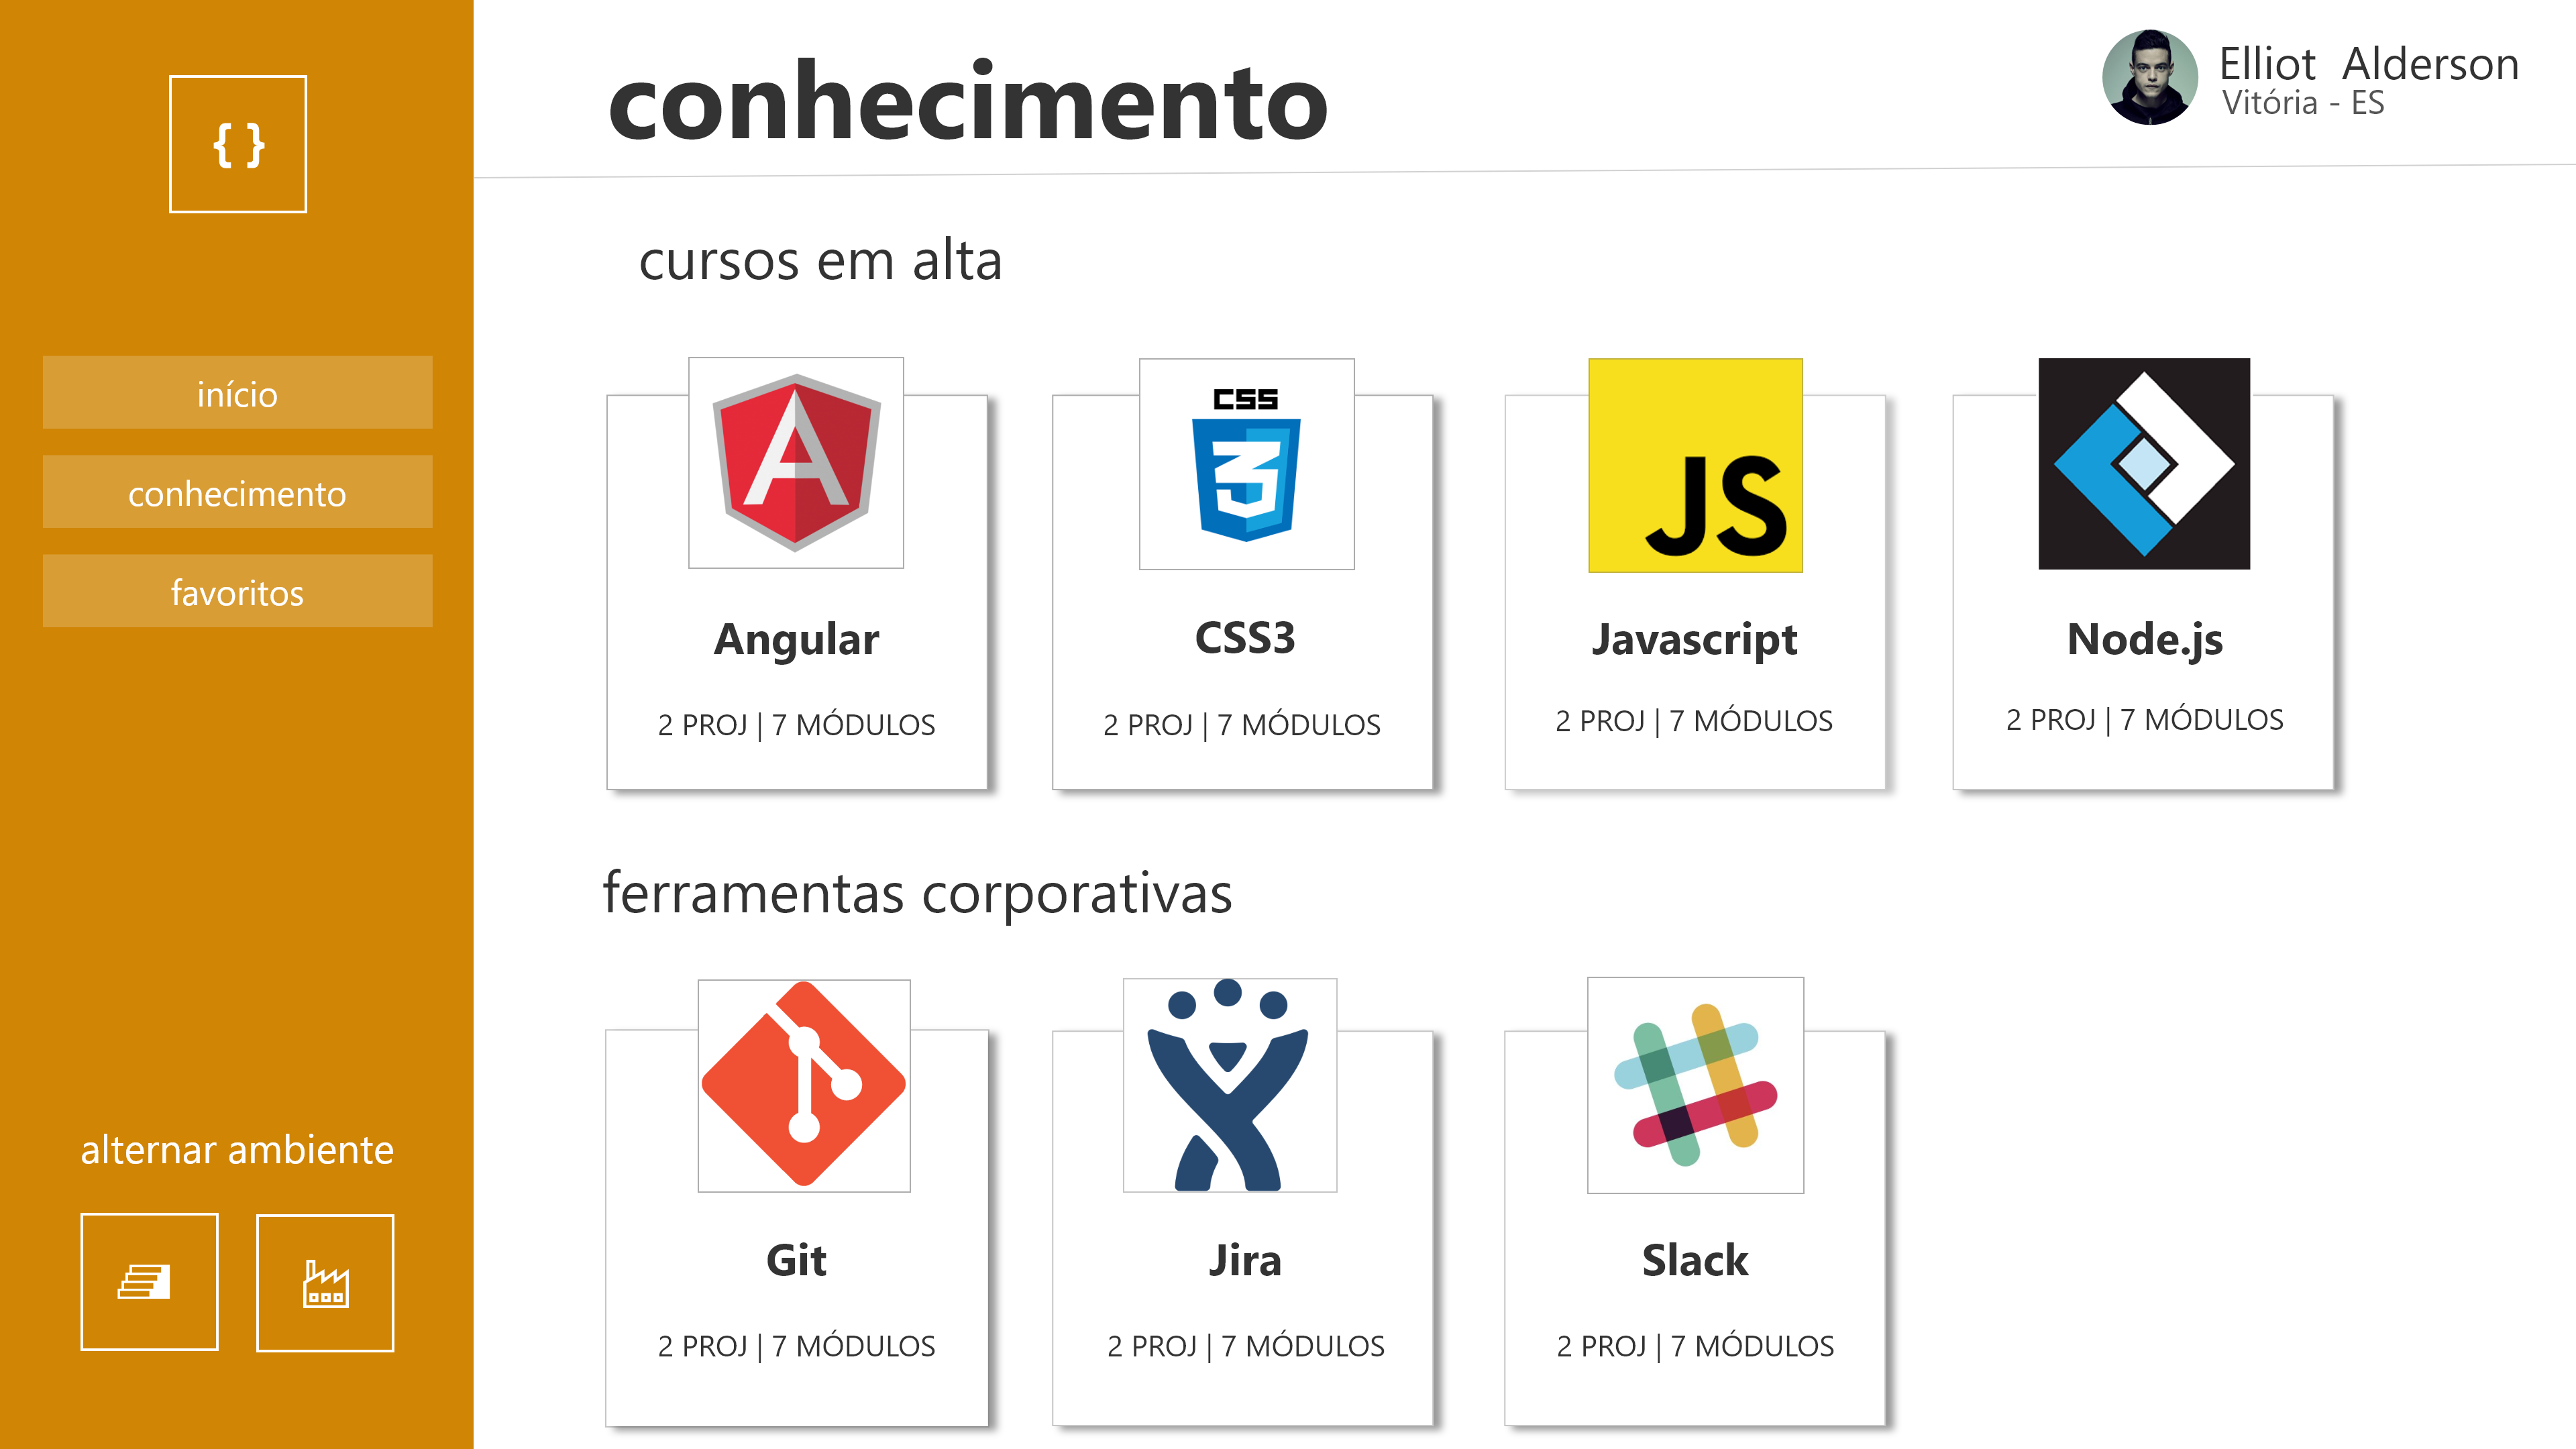 { }
conhecimento
Elliot Alderson
Vitória - ES
início
conhecimento
favoritos
alternar ambiente
cursos em alta
CSS
3
JS
Angular
CSS3
Javascript
Node.js
2 PROJ | 7 MÓDULOS
2 PROJ | 7 MÓDULOS
2 PROJ | 7 MÓDULOS
2 PROJ | 7 MÓDULOS
ferramentas corporativas
Git
Jira
Slack
2 PROJ | 7 MÓDULOS
2 PROJ | 7 MÓDULOS
2 PROJ | 7 MÓDULOS